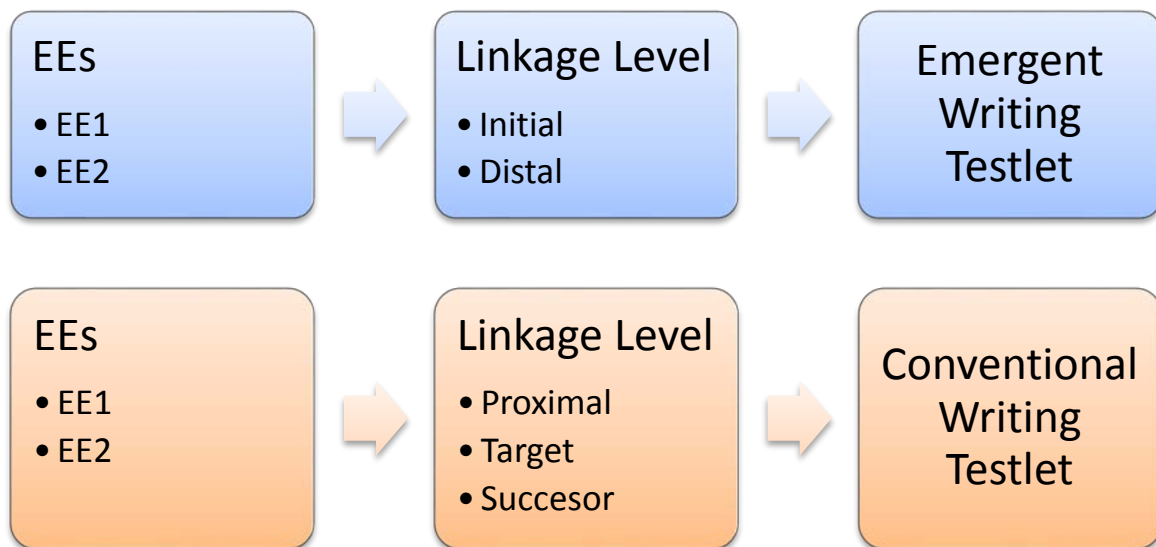 EEs
• EE1
• EE2
Linkage Level
• Initial
• Distal
Emergent
Writing
Testlet
EEs
• EE1
• EE2
Linkage Level
• Proximal
• Target
• Succesor
Conventional
Writing
Testlet